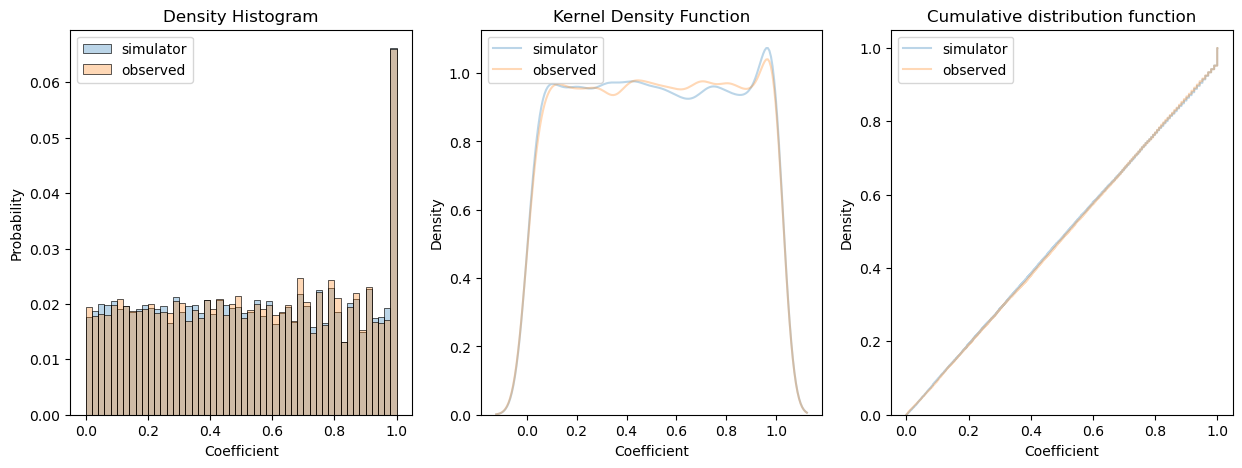 Density Histogram
simulator
observed
Probability
0.06
0.05
0.04
0.03
0.02
0.01
0.00
0.0 0.2 0.4 0.6 0.8 1.0
Coefficient
Kernel Density Function
simulator
observed
Density
1.0
0.8
0.6
0.4
0.2
0.0
0.0 0.2 0.4 0.6 0.8 1.0
Coefficient
Cumulative distribution function
simulator
observed
Density
1.0
0.8
0.6
0.4
0.2
0.0
0.0 0.2 0.4 0.6 0.8 1.0
Coefficient